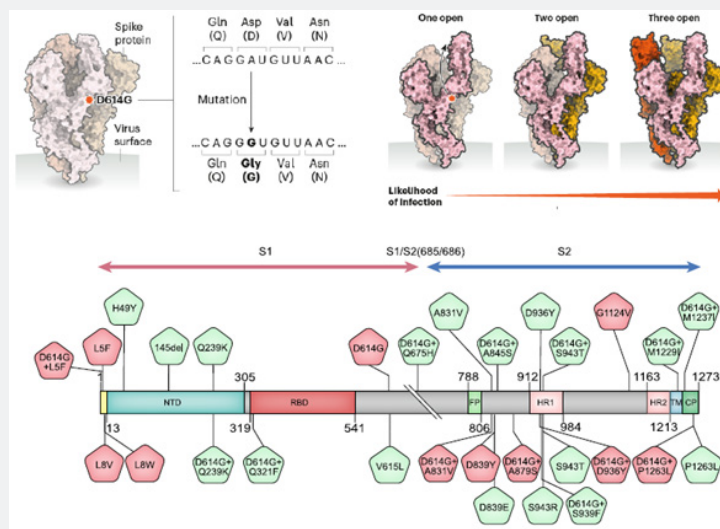 Spike
protein
D614G
Virus
surface
Gln Asp Val Asn
(Q) (D) (V) (N)
...CAGGAUGUUAAC...
Mutation
...CAGGGUGUUAAC...
Gln Gly Val Asn
(Q) (G) (V) (N)
One open Two open Three open
Likelihood
of infection
S1 S1/S2(685/686) S2
H49Y
145del
Q239K
L5F
D614G
+L5F
D614G
D614G+
Q675H
A831V
D614G+
A845S
D936Y
D614G+
S943T
G1124V
D614G+
M1229I
D614G+
M1237I
1 305 788 912 1163 1273
NTD RBD FP HR1 HR2 TM CP
13 319 541 806 984 1213
L8V
L8W
D614G+
Q239K
D614G+
Q321F
V615L
D614G+
A831V
D839Y
D614G+
A879S
S943T
D614G+
D936Y
D614G+
P1263L
P1263L
D839E
S943R
D614G+
S939F